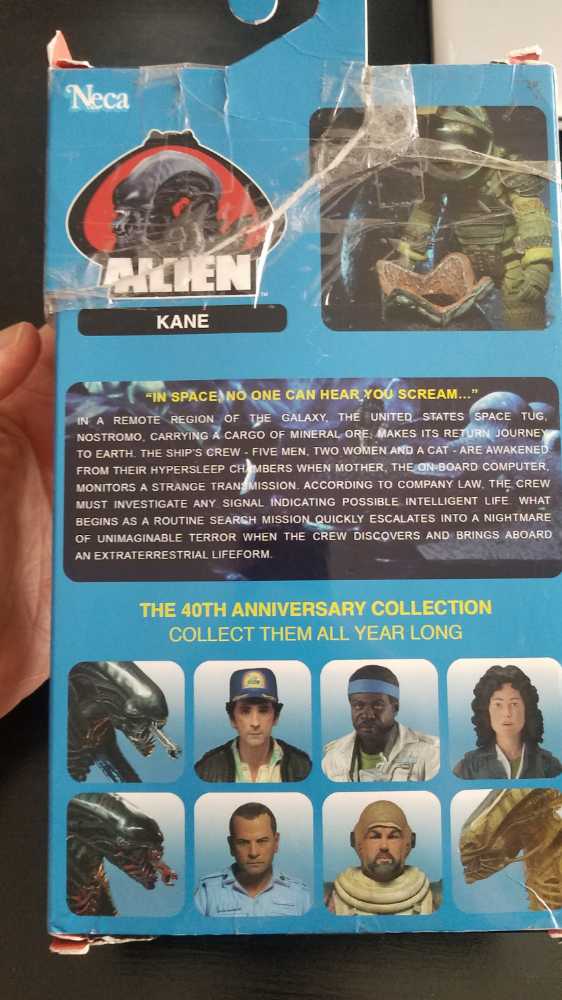 Neca
ALIEN
™
KANE
"IN SPACE, NO ONE CAN HEAR YOU SCREAM..."
IN A REMOTE REGION OF THE GALAXY, THE UNITED STATES SPACE TUG,
NOSTROMO, CARRYING A CARGO OF MINERAL ORE, MAKES ITS RETURN JOURNEY
TO EARTH. THE SHIP'S CREW - FIVE MEN, TWO WOMEN AND A CAT - ARE AWAKENED
FROM THEIR HYPERSLEEP CHAMBERS WHEN MOTHER, THE ON-BOARD COMPUTER,
MONITORS A STRANGE TRANSMISSION. ACCORDING TO COMPANY LAW, THE CREW
MUST INVESTIGATE ANY SIGNAL INDICATING POSSIBLE INTELLIGENT LIFE. WHAT
BEGINS AS A ROUTINE SEARCH MISSION QUICKLY ESCALATES INTO A NIGHTMARE
OF UNIMAGINABLE TERROR WHEN THE CREW DISCOVERS AND BRINGS ABOARD
AN EXTRATERRESTRIAL LIFEFORM.
THE 40TH ANNIVERSARY COLLECTION
COLLECT THEM ALL YEAR LONG